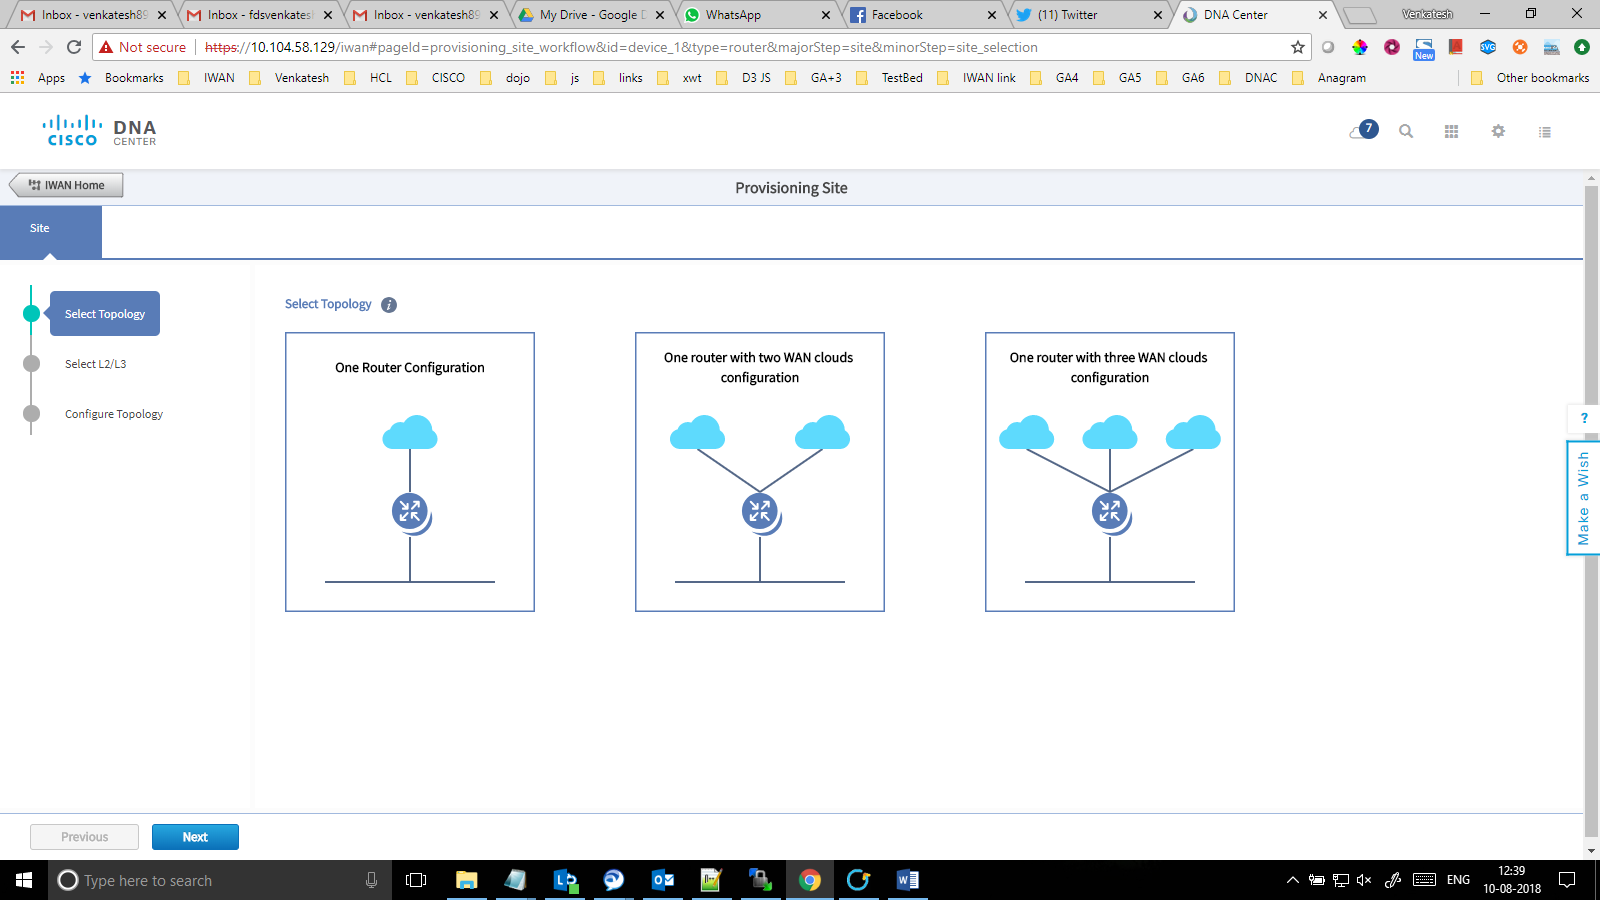 Inbox - venkatesh89
Inbox - fdsvenkatesh
Inbox - venkatesh89
My Drive - Google D
WhatsApp
Facebook
(11) Twitter
DNA Center
Venkatesh
Not secure
https://10.104.58.129/iwan#pageId=provisioning_site_workflow&id=device_1&type=router&majorStep=site&minorStep=site_selection
SVG
New
Apps
Bookmarks
IWAN
Venkatesh
HCL
CISCO
dojo
js
links
xwt
D3 JS
GA+3
TestBed
IWAN link
GA4
GA5
GA6
DNAC
Anagram
Other bookmarks
CISCO
DNA
CENTER
7
IWAN Home
Provisioning Site
Site
Select Topology
Select L2/L3
Configure Topology
Select Topology i
One Router Configuration
One router with two WAN clouds
configuration
One router with three WAN clouds
configuration
?
Make a Wish
Previous
Next
Type here to search
ENG
12:39
10-08-2018